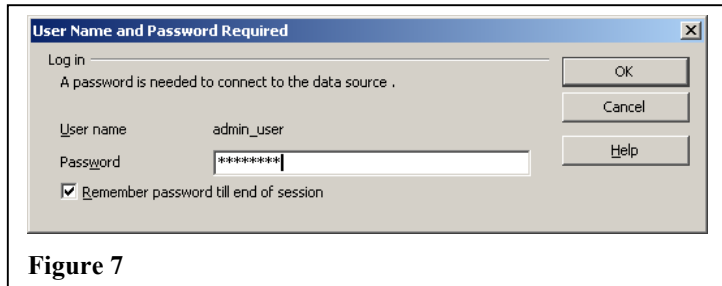 User Name and Password Required
Log in
A password is needed to connect to the data source .
User name admin_user
Password ********
Remember password till end of session
OK
Cancel
Help
Figure 7